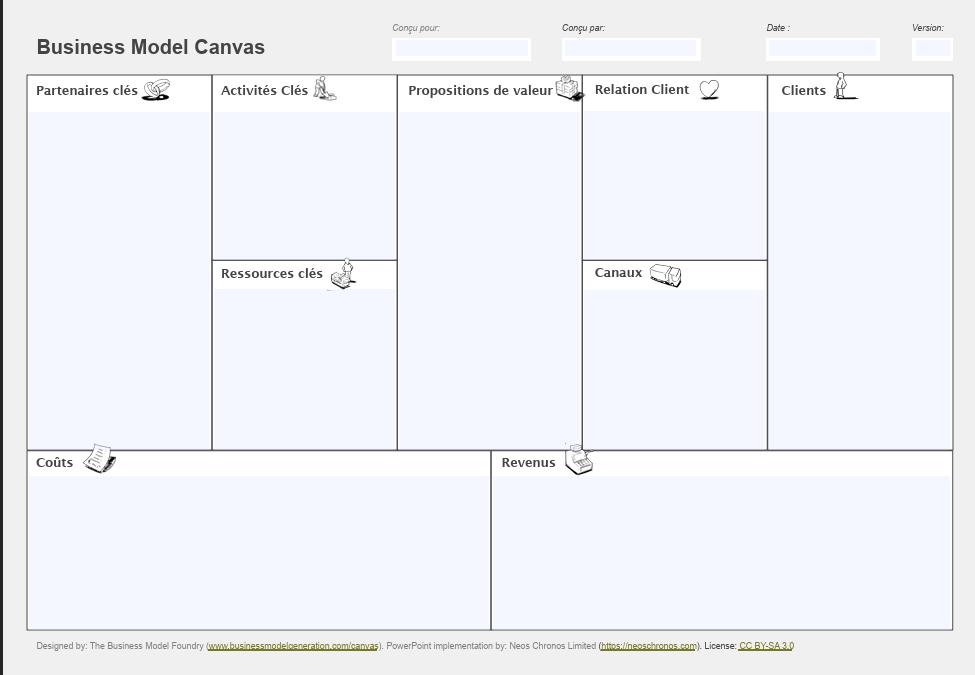 Business Model Canvas
Conçu pour:
Conçu par:
Date :
Version:
Partenaires clés
Activités Clés
Propositions de valeur
Relation Client
Clients
Ressources clés
Canaux
Coûts
Revenus
Designed by: The Business Model Foundry (www.businessmodelgeneration.com/canvas). PowerPoint implementation by: Neos Chronos Limited (https://neoschronos.com). License: CC BY-SA 3.0